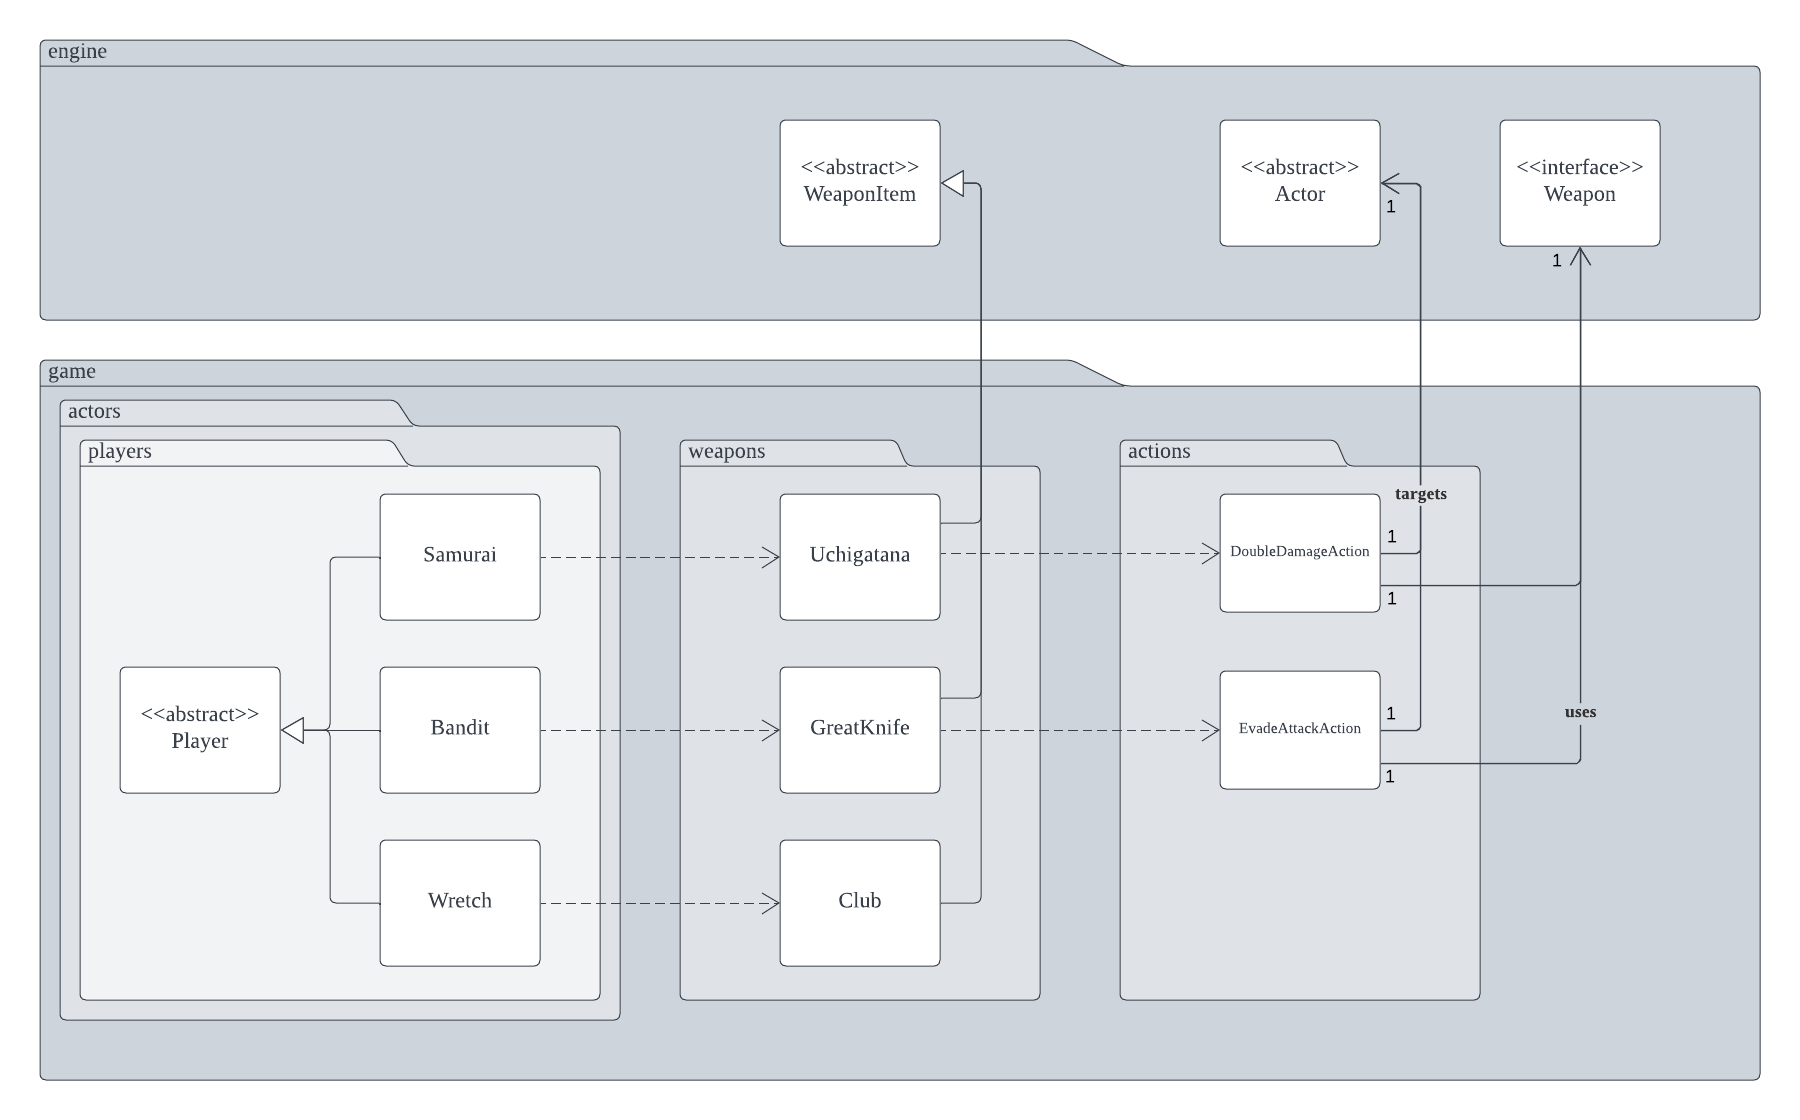 engine
<<abstract>>
WeaponItem
<<abstract>>
Actor
<<interface>>
Weapon
1
1
game
actors
players
weapons
actions
targets
Samurai
Uchigatana
DoubleDamageAction
1
1
<<abstract>>
Player
Bandit
GreatKnife
EvadeAttackAction
1
1
uses
Wretch
Club